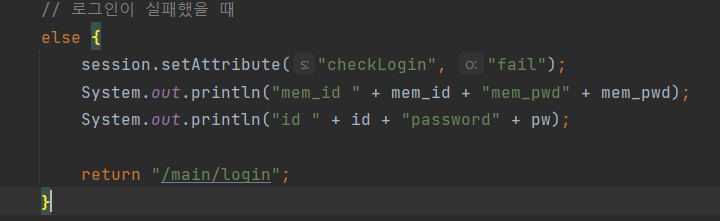 // 로그인이 실패했을 때
else {
session.setAttribute( s: "checkLogin", o: "fail");
System.out.println("mem_id " + mem_id + "mem_pwd" + mem_pwd);
System.out.println("id " + id + "password" + pw);
return "/main/login";
}